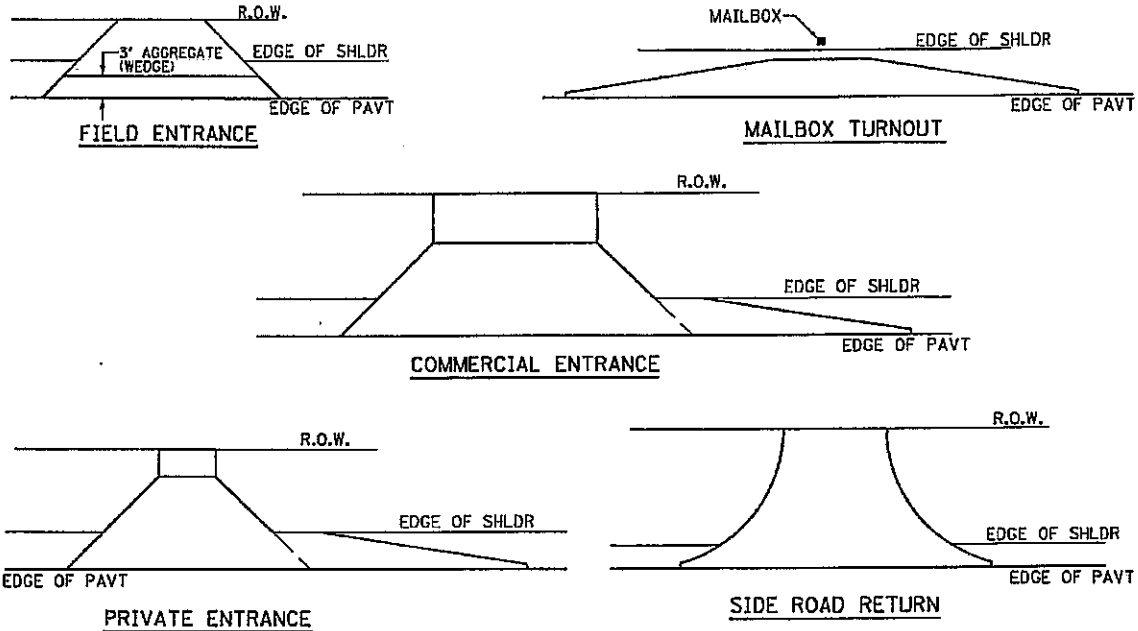 R.O.W.
3' AGGREGATE
(WEDGE)
EDGE OF SHLDR
EDGE OF PAVT
FIELD ENTRANCE
MAILBOX
EDGE OF SHLDR
EDGE OF PAVT
MAILBOX TURNOUT
R.O.W.
EDGE OF SHLDR
EDGE OF PAVT
COMMERCIAL ENTRANCE
R.O.W.
EDGE OF SHLDR
EDGE OF PAVT
PRIVATE ENTRANCE
R.O.W.
EDGE OF SHLDR
EDGE OF PAVT
SIDE ROAD RETURN